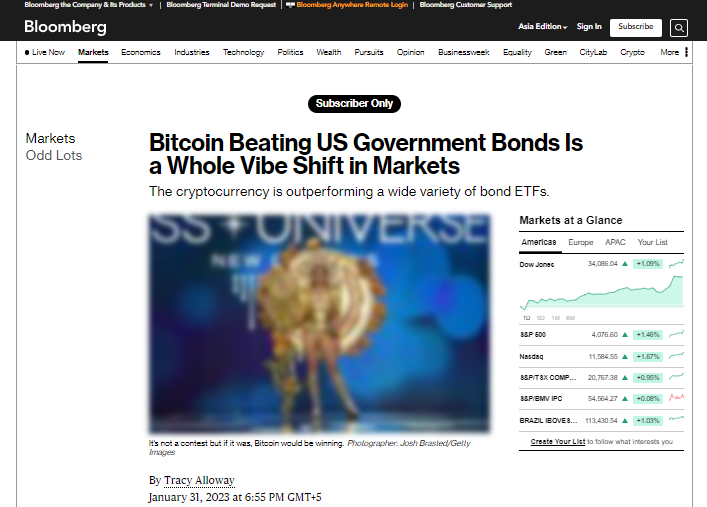 Bloomberg the Company & Its Products ▾ | Bloomberg Terminal Demo Request | Bloomberg Anywhere Remote Login | Bloomberg Customer Support
Bloomberg
Asia Edition Sign In Subscribe
Live Now Markets Economics Industries Technology Politics Wealth Pursuits Opinion Businessweek Equality Green CityLab Crypto More
Subscriber Only
Markets
Odd Lots
Bitcoin Beating US Government Bonds Is
a Whole Vibe Shift in Markets
The cryptocurrency is outperforming a wide variety of bond ETFs.
SS UNIVERSE
It's not a contest but if it was, Bitcoin would be winning. Photographer: Josh Brasted/Getty
Images
By Tracy Alloway
January 31, 2023 at 6:55 PM GMT+5
Markets at a Glance
Americas Europe APAC Your List
Dow Jones 34,086.04 ▲ +1.09%
1D 5D 1M 6M
S&P 500 4,076.60 ▲ +1.46%
Nasdaq 11,584.55 ▲ +1.67%
S&P/TSX COMP... 20,767.38 ▲ +0.95%
S&P/BMV IPC 54,564.27 ▲ +0.08%
BRAZIL IBOVES... 113,430.54 ▲ +1.03%
Create Your List to follow what interests you